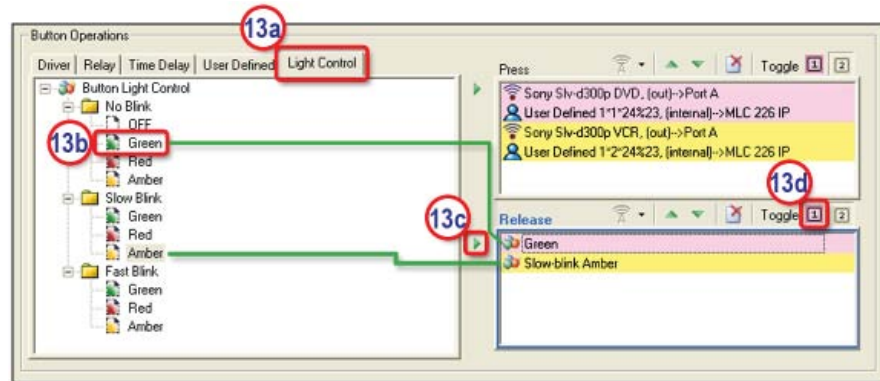 Button Operations
13a
Driver Relay Time Delay User Defined Light Control
Button Light Control
No Blink
OFF
13b
Green
Red
Amber
Slow Blink
Green
Red
Amber
Fast Blink
Green
Red
Amber
13c
Press Toggle 1 2
Sony Slv-d300p DVD, (out)-->Port A
User Defined 1*1*24%23, (internal)-->MLC 226 IP
Sony Slv-d300p VCR, (out)-->Port A
User Defined 1*2*24%23, (internal)-->MLC 226 IP
13d
Release Toggle 1 2
Green
Slow-blink Amber